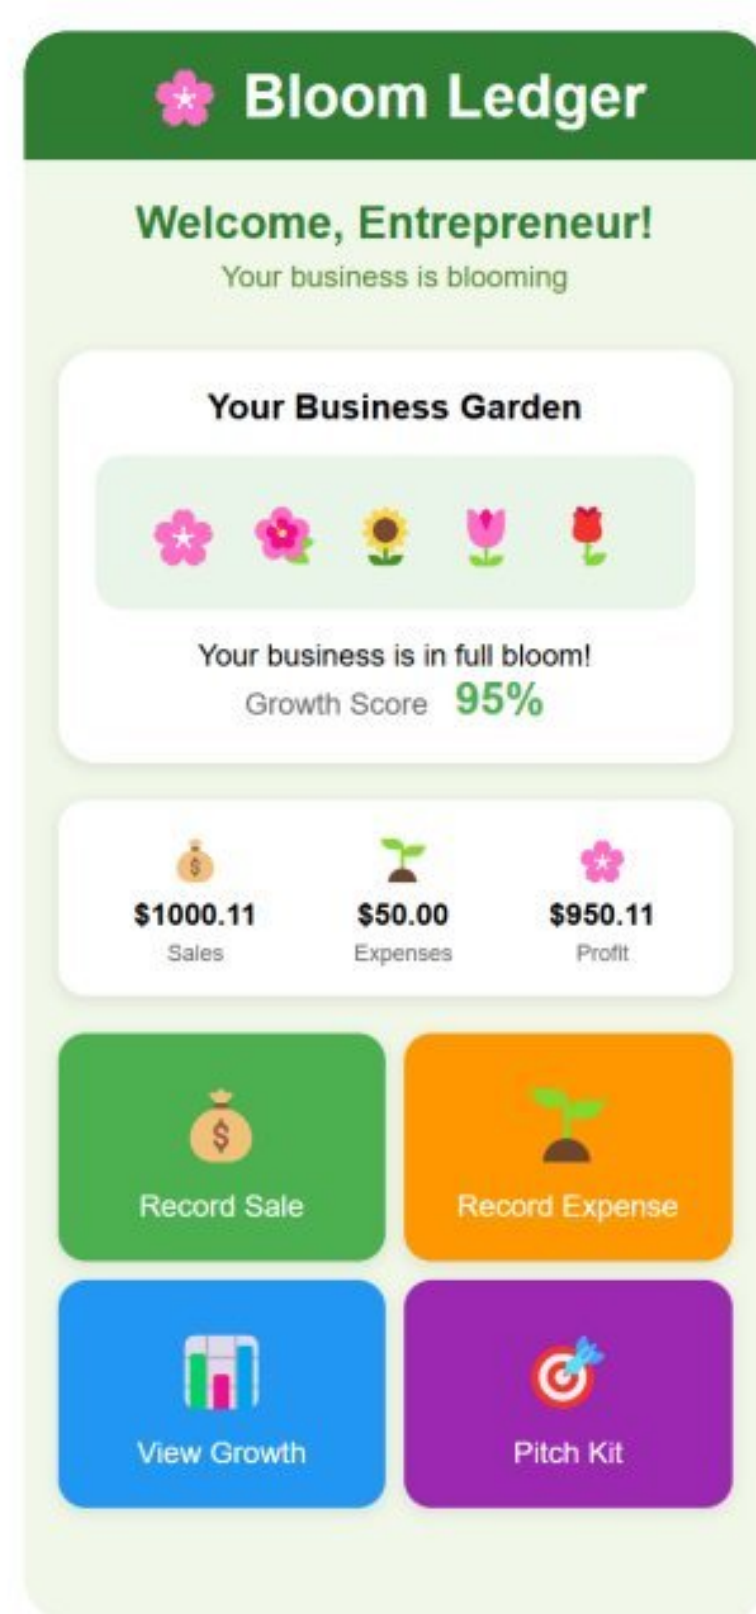 Bloom Ledger
Welcome, Entrepreneur!
Your business is blooming
Your Business Garden
Your business is in full bloom!
Growth Score 95%
$1000.11 $50.00 $950.11
Sales Expenses Profit
Record Sale Record Expense
View Growth Pitch Kit